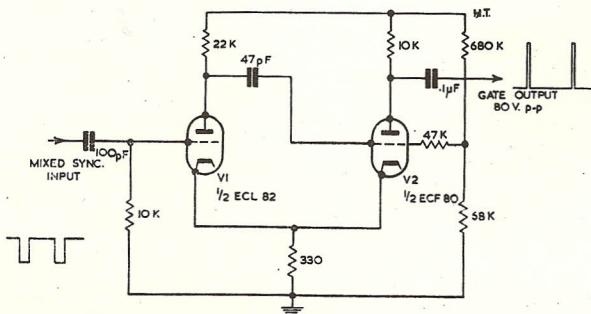 H.T.
22 K
10K
680K
47pF
.1µF
GATE OUTPUT
80 V. p-p
100pF
MIXED SYNC.
INPUT
V1
½ ECL 82
47K
V2
½ ECF 80
10K
58K
330